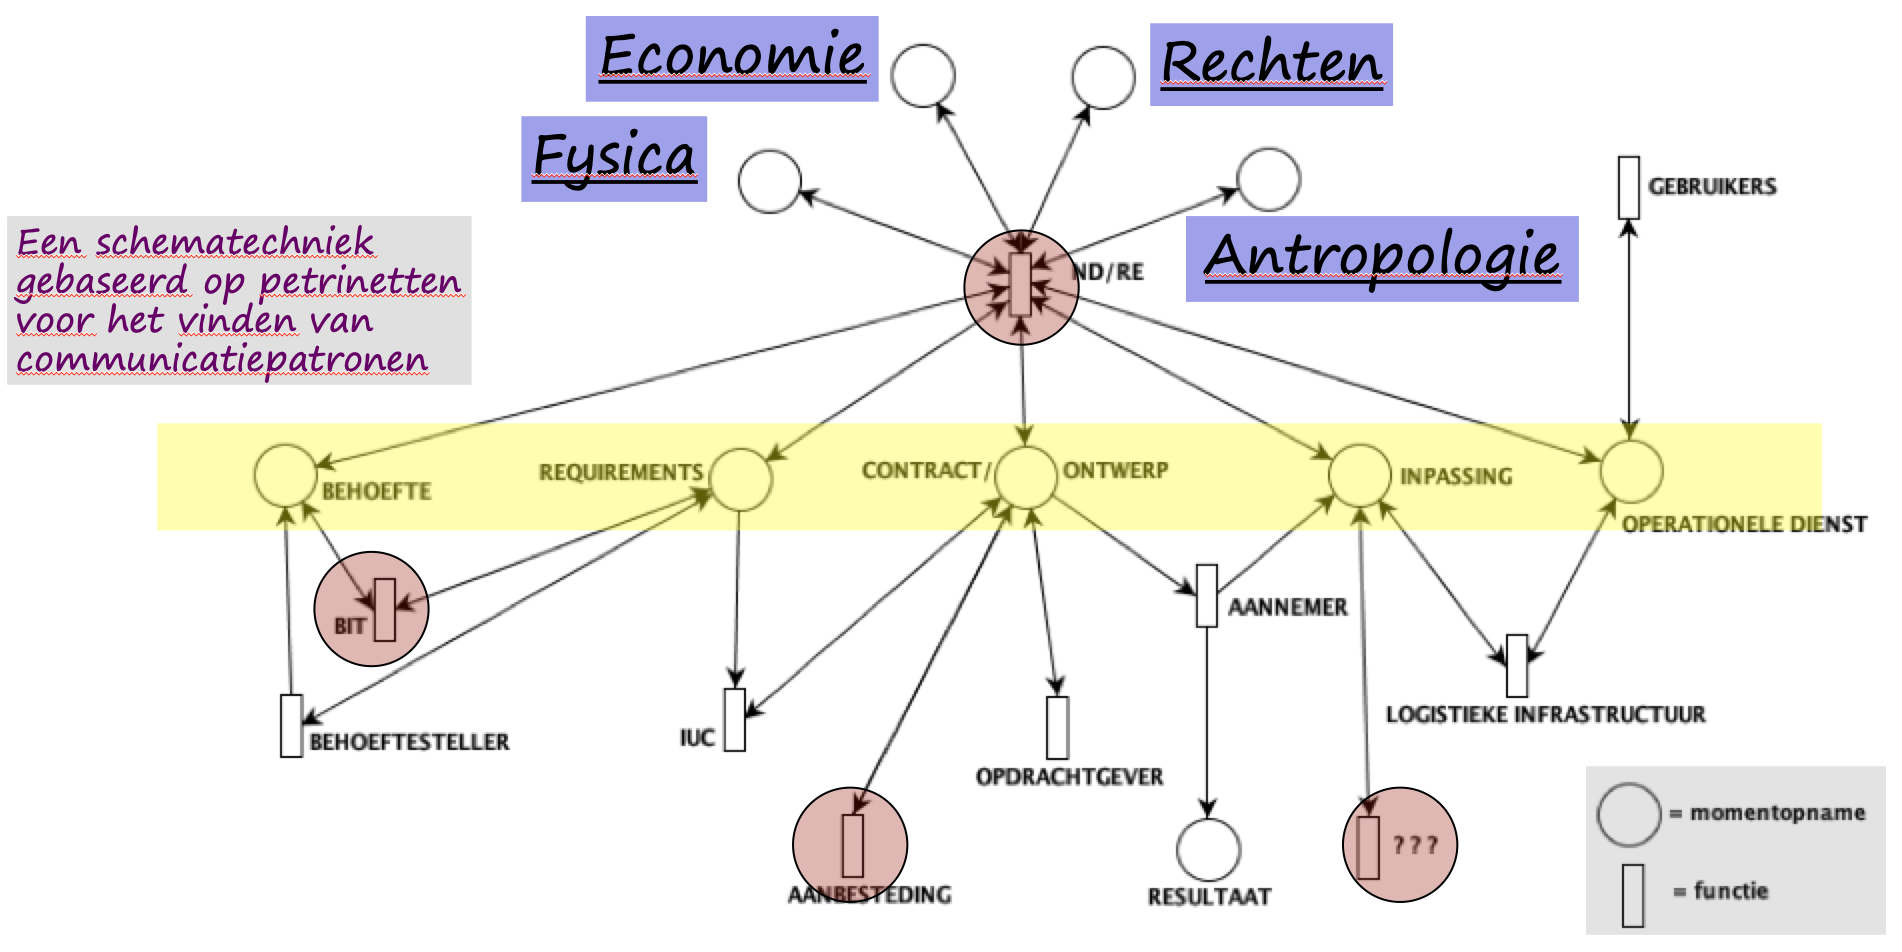 Economie
Rechten
Fysica
GEBRUIKERS
Een schematechniek
gebaseerd op petrinetten
voor het vinden van
communicatiepatronen
Antropologie
ND/RE
BEHOEFTE
REQUIREMENTS
CONTRACT/
ONTWERP
INPASSING
OPERATIONELE DIENST
BIT
AANNEMER
BEHOEFTESTELLER
IUC
OPDRACHTGEVER
LOGISTIEKE INFRASTRUCTUUR
AANBESTEDING
RESULTAAT
? ? ?
= momentopname
= functie